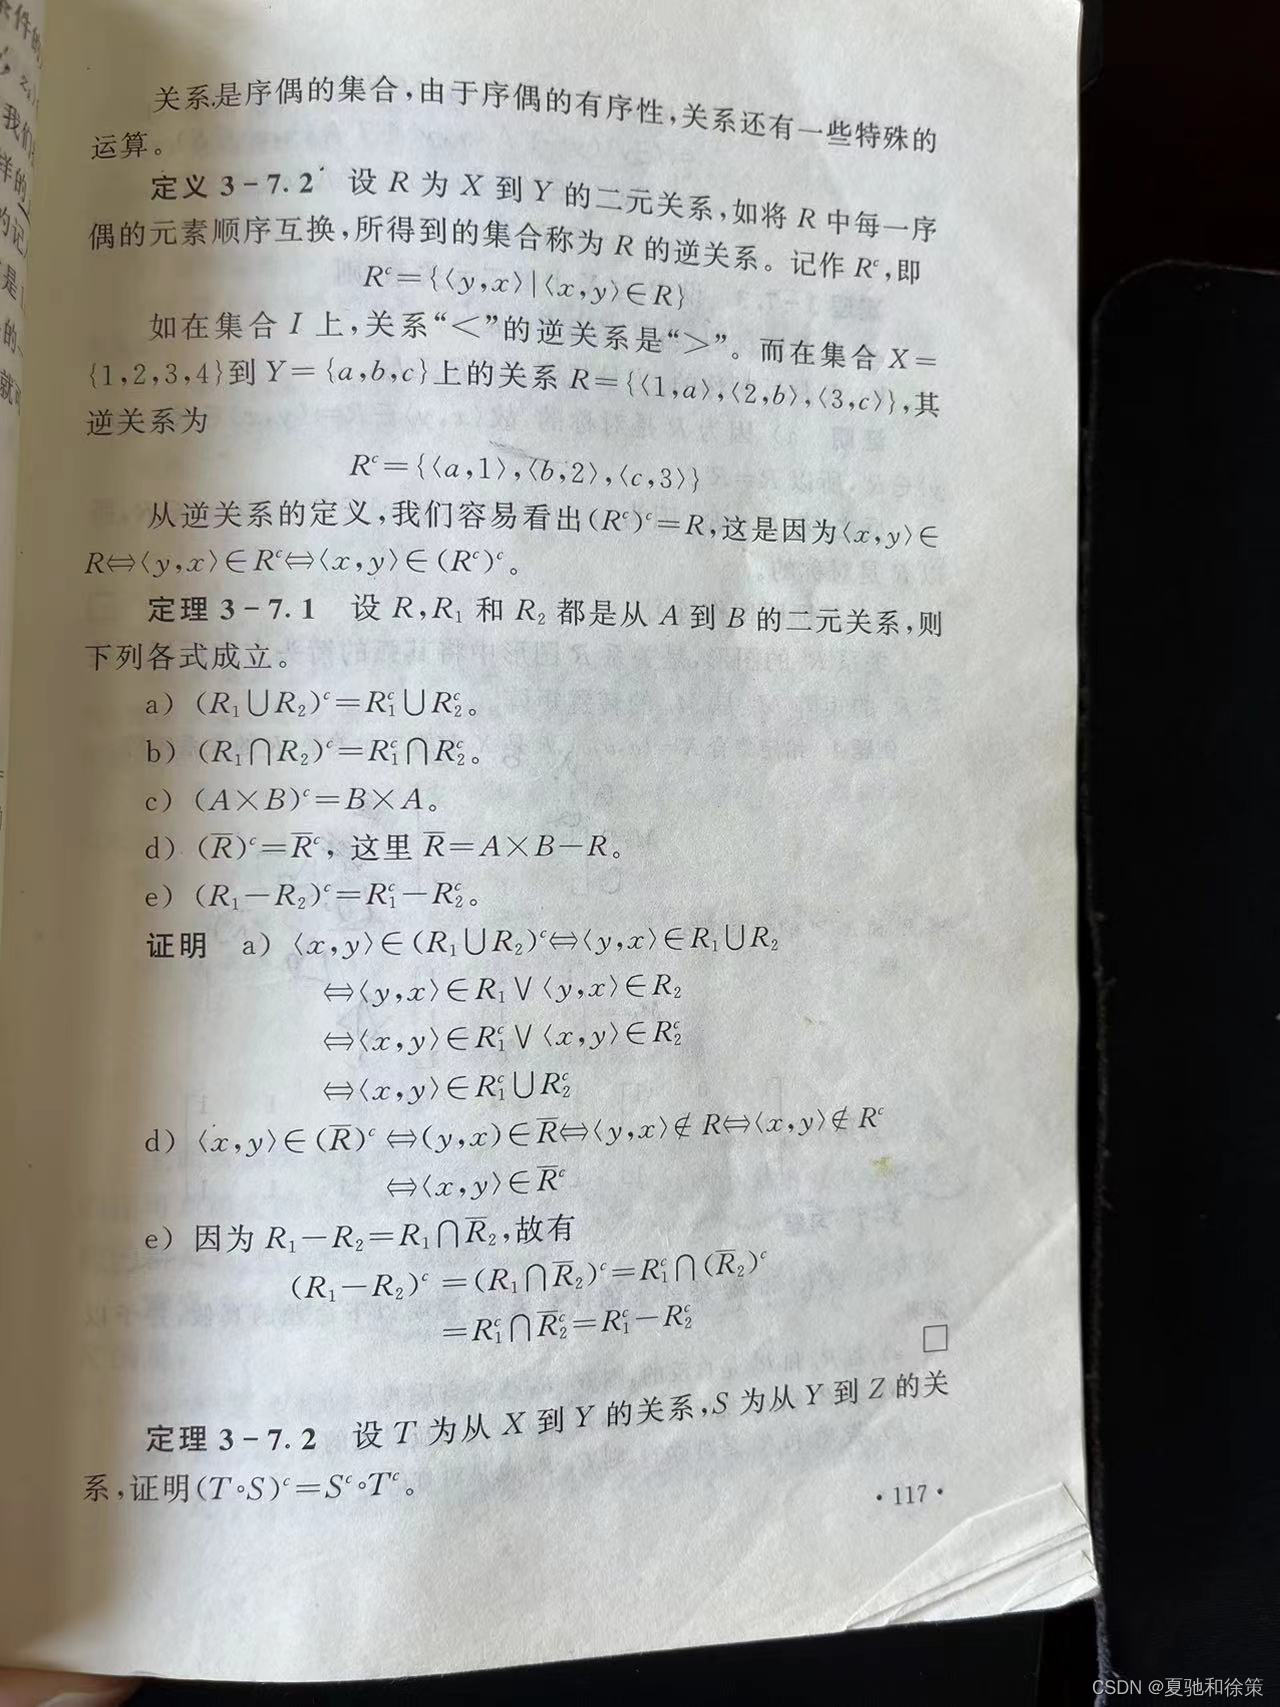 关系是序偶的集合,由于序偶的有序性,关系还有一些特殊的
运算。
定义 3-7.2 设 R 为 X 到 Y 的二元关系,如将 R 中每一序
偶的元素顺序互换,所得到的集合称为 R 的逆关系。记作 Rᶜ,即
Rᶜ={⟨y,x⟩|⟨x,y⟩∈R}
如在集合 I 上,关系“<”的逆关系是“>”。而在集合 X=
{1,2,3,4}到 Y={a,b,c}上的关系 R={⟨1,a⟩,⟨2,b⟩,⟨3,c⟩},其
逆关系为
Rᶜ={⟨a,1⟩,⟨b,2⟩,⟨c,3⟩}
从逆关系的定义,我们容易看出(Rᶜ)ᶜ=R,这是因为⟨x,y⟩∈
R⇔⟨y,x⟩∈Rᶜ⇔⟨x,y⟩∈(Rᶜ)ᶜ。
定理 3-7.1 设 R,R₁ 和 R₂ 都是从 A 到 B 的二元关系,则
下列各式成立。
a) (R₁∪R₂)ᶜ=R₁ᶜ∪R₂ᶜ。
b) (R₁∩R₂)ᶜ=R₁ᶜ∩R₂ᶜ。
c) (A×B)ᶜ=B×A。
d) (R̅)ᶜ=R̅ᶜ, 这里 R̅=A×B-R。
e) (R₁-R₂)ᶜ=R₁ᶜ-R₂ᶜ。
证明 a) ⟨x,y⟩∈(R₁∪R₂)ᶜ⇔⟨y,x⟩∈R₁∪R₂
⇔⟨y,x⟩∈R₁∨⟨y,x⟩∈R₂
⇔⟨x,y⟩∈R₁ᶜ∨⟨x,y⟩∈R₂ᶜ
⇔⟨x,y⟩∈R₁ᶜ∪R₂ᶜ
d) ⟨x,y⟩∈(R̅)ᶜ⇔(y,x)∈R̅⇔⟨y,x⟩∉R⇔⟨x,y⟩∉Rᶜ
⇔⟨x,y⟩∈R̅ᶜ
e) 因为 R₁-R₂=R₁∩R̅₂,故有
(R₁-R₂)ᶜ=(R₁∩R̅₂)ᶜ=R₁ᶜ∩(R̅₂)ᶜ
=R₁ᶜ∩R̅₂ᶜ=R₁ᶜ-R₂ᶜ
□
定理 3-7.2 设 T 为从 X 到 Y 的关系,S 为从 Y 到 Z 的关
系,证明(T∘S)ᶜ=Sᶜ∘Tᶜ。
·117·
CSDN @夏驰和徐策